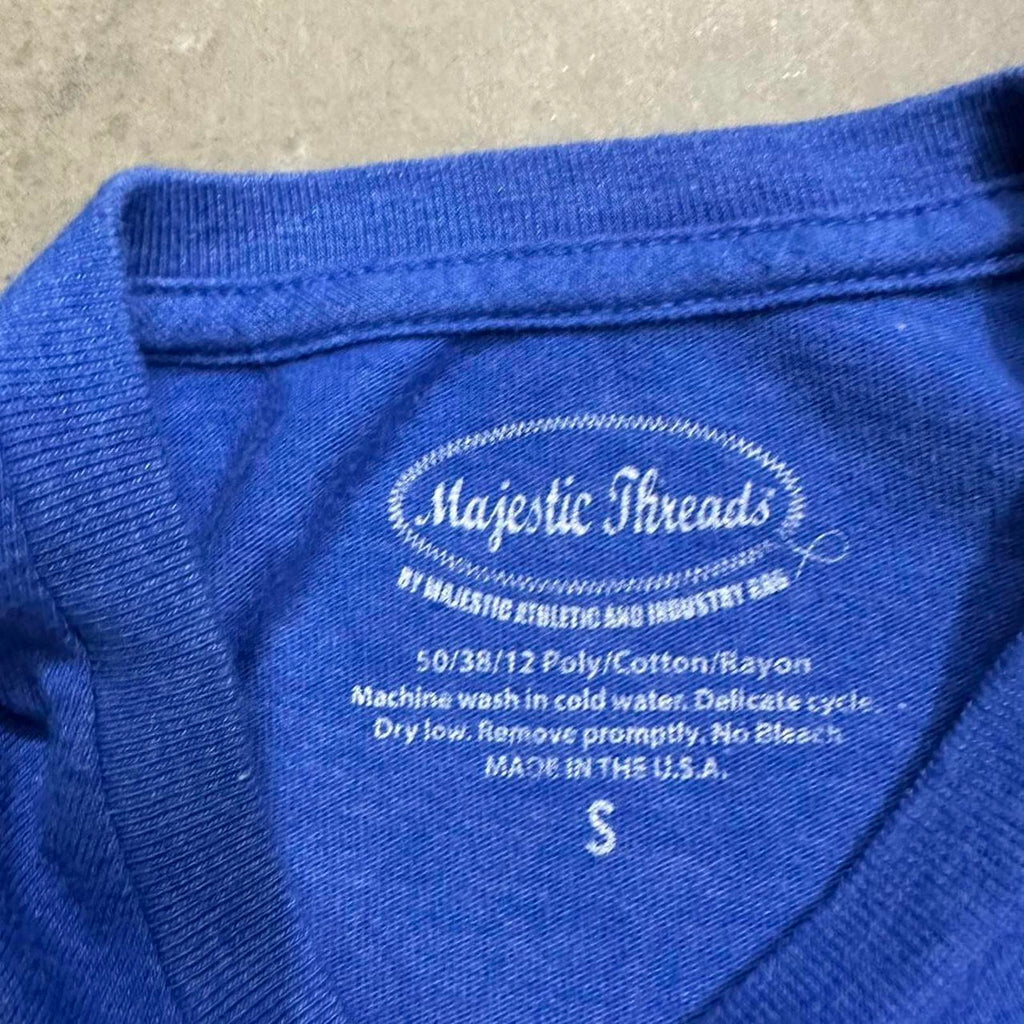 Majestic Threads
BY MAJESTIC ATHLETIC AND INDUSTRY RAG
50/38/12 Poly/Cotton/Rayon
Machine wash in cold water. Delicate cycle.
Dry low. Remove promptly. No Bleach
MADE IN THE U.S.A.
S